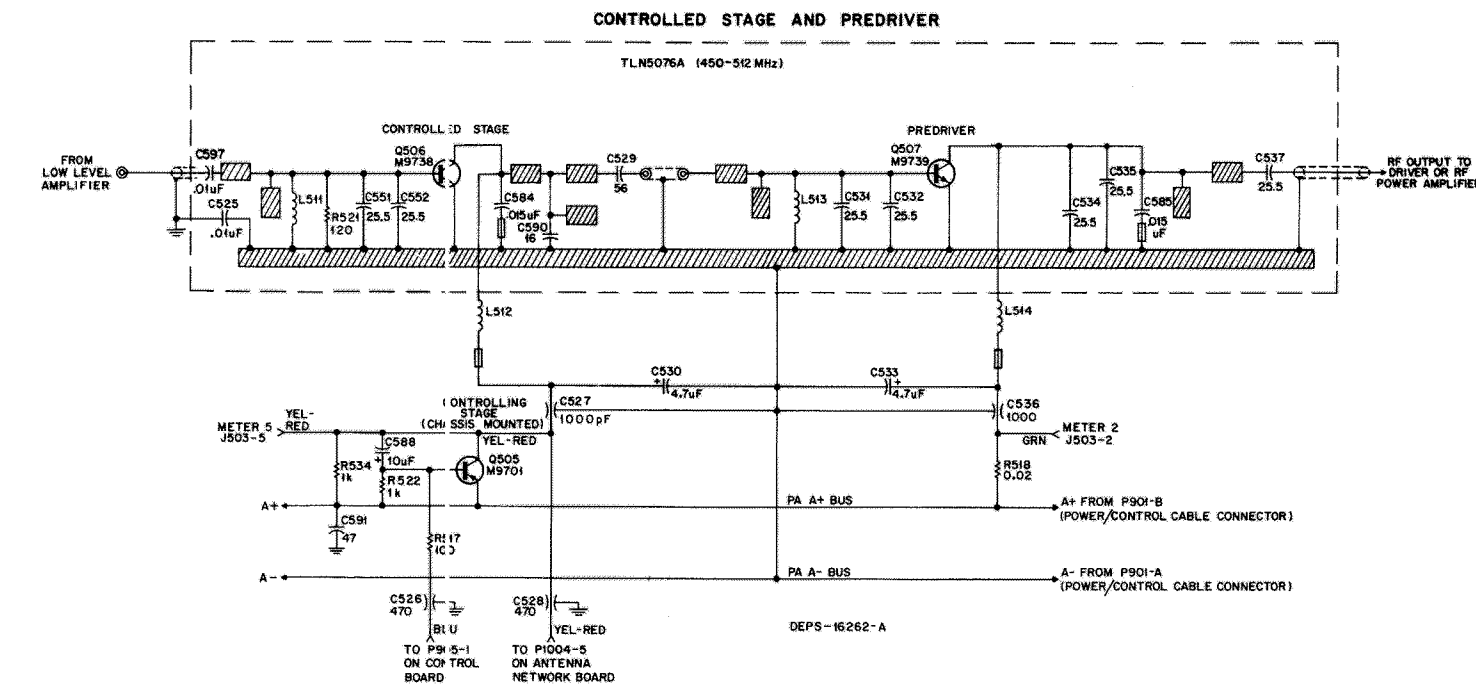 CONTROLLED STAGE AND PREDRIVER
TLN5076A (450-512 MHz)
CONTROLLED STAGE
PREDRIVER
FROM
LOW LEVEL
AMPLIFIER
C597
.01uF
C525
.01uF
L511
R521
120
C551
25.5
C552
25.5
Q506
M9738
C584
.015uF
C590
16
C529
56
L513
C531
25.5
C532
25.5
Q507
M9739
C534
25.5
C535
25.5
C585
.015
uF
C537
25.5
RF OUTPUT TO
DRIVER OR RF
POWER AMPLIFIER
L512
L514
C530
+
4.7uF
C533
+
4.7uF
C527
1000pF
C536
1000
CONTROLLING
STAGE
(CHASSIS MOUNTED)
YEL-RED
METER 5
J503-5
YEL-
RED
C588
+
10uF
Q505
M9701
R534
1k
R522
1k
METER 2
J503-2
GRN
R518
0.02
A+
PA A+ BUS
A+ FROM P901-B
(POWER/CONTROL CABLE CONNECTOR)
C591
47
R517
100
A-
PA A- BUS
A- FROM P901-A
(POWER/CONTROL CABLE CONNECTOR)
C526
470
C528
470
BLU
YEL-RED
DEPS-16262-A
TO P905-1
ON CONTROL
BOARD
TO P1004-5
ON ANTENNA
NETWORK BOARD